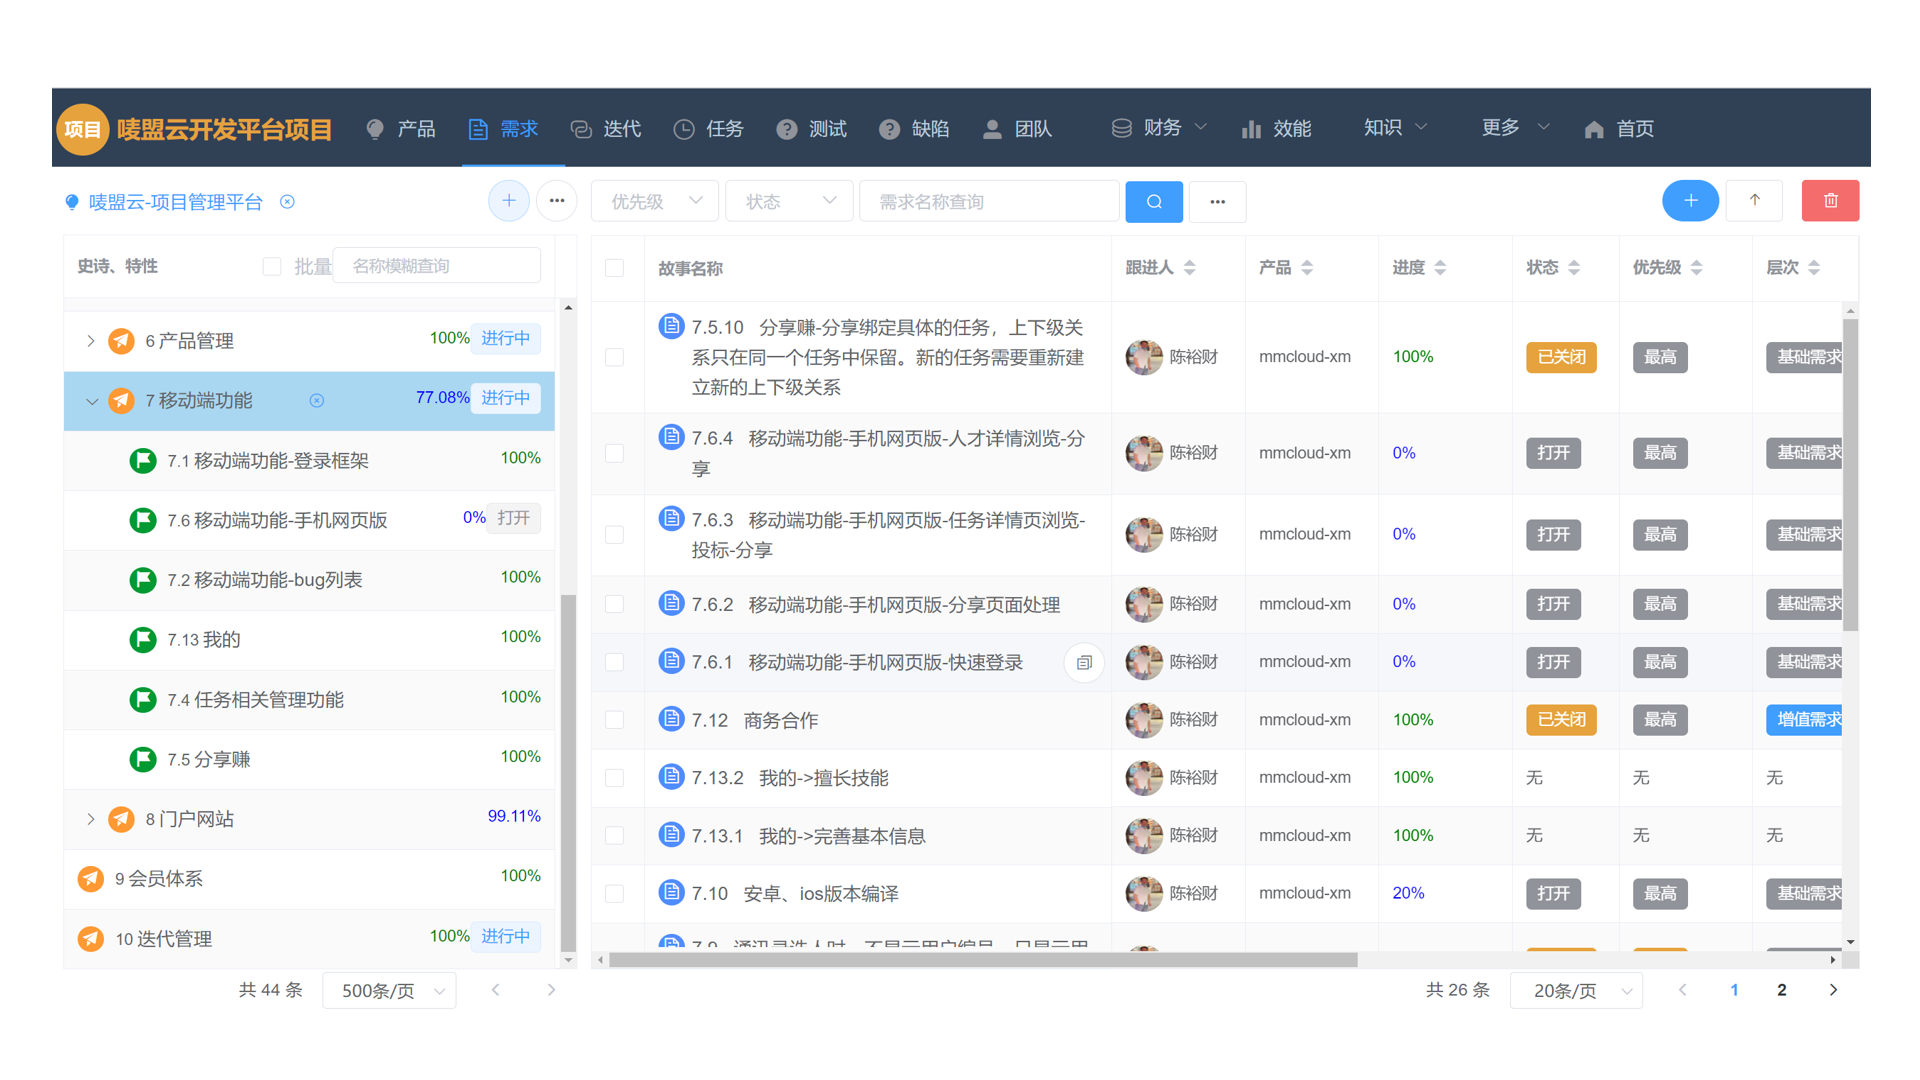 项目 唛盟云开发平台项目 产品 需求 迭代 任务 测试 缺陷 团队 财务 效能 知识 更多 首页
唛盟云-项目管理平台 优先级 状态 需求名称查询
史诗、特性 批量 名称模糊查询
6 产品管理 100% 进行中
7 移动端功能 77.08% 进行中
7.1 移动端功能-登录框架 100%
7.6 移动端功能-手机网页版 0% 打开
7.2 移动端功能-bug列表 100%
7.13 我的 100%
7.4 任务相关管理功能 100%
7.5 分享赚 100%
8 门户网站 99.11%
9 会员体系 100%
10 迭代管理 100% 进行中
共 44 条 500条/页
故事名称 跟进人 产品 进度 状态 优先级 层次
7.5.10 分享赚-分享绑定具体的任务，上下级关
系只在同一个任务中保留。新的任务需要重新建
立新的上下级关系
陈裕财 mmcloud-xm 100% 已关闭 最高 基础需求
7.6.4 移动端功能-手机网页版-人才详情浏览-分
享
陈裕财 mmcloud-xm 0% 打开 最高 基础需求
7.6.3 移动端功能-手机网页版-任务详情页浏览-
投标-分享
陈裕财 mmcloud-xm 0% 打开 最高 基础需求
7.6.2 移动端功能-手机网页版-分享页面处理 陈裕财 mmcloud-xm 0% 打开 最高 基础需求
7.6.1 移动端功能-手机网页版-快速登录 陈裕财 mmcloud-xm 0% 打开 最高 基础需求
7.12 商务合作 陈裕财 mmcloud-xm 100% 已关闭 最高 增值需求
7.13.2 我的->擅长技能 陈裕财 mmcloud-xm 100% 无 无 无
7.13.1 我的->完善基本信息 陈裕财 mmcloud-xm 100% 无 无 无
7.10 安卓、ios版本编译 陈裕财 mmcloud-xm 20% 打开 最高 基础需求
共 26 条 20条/页 1 2